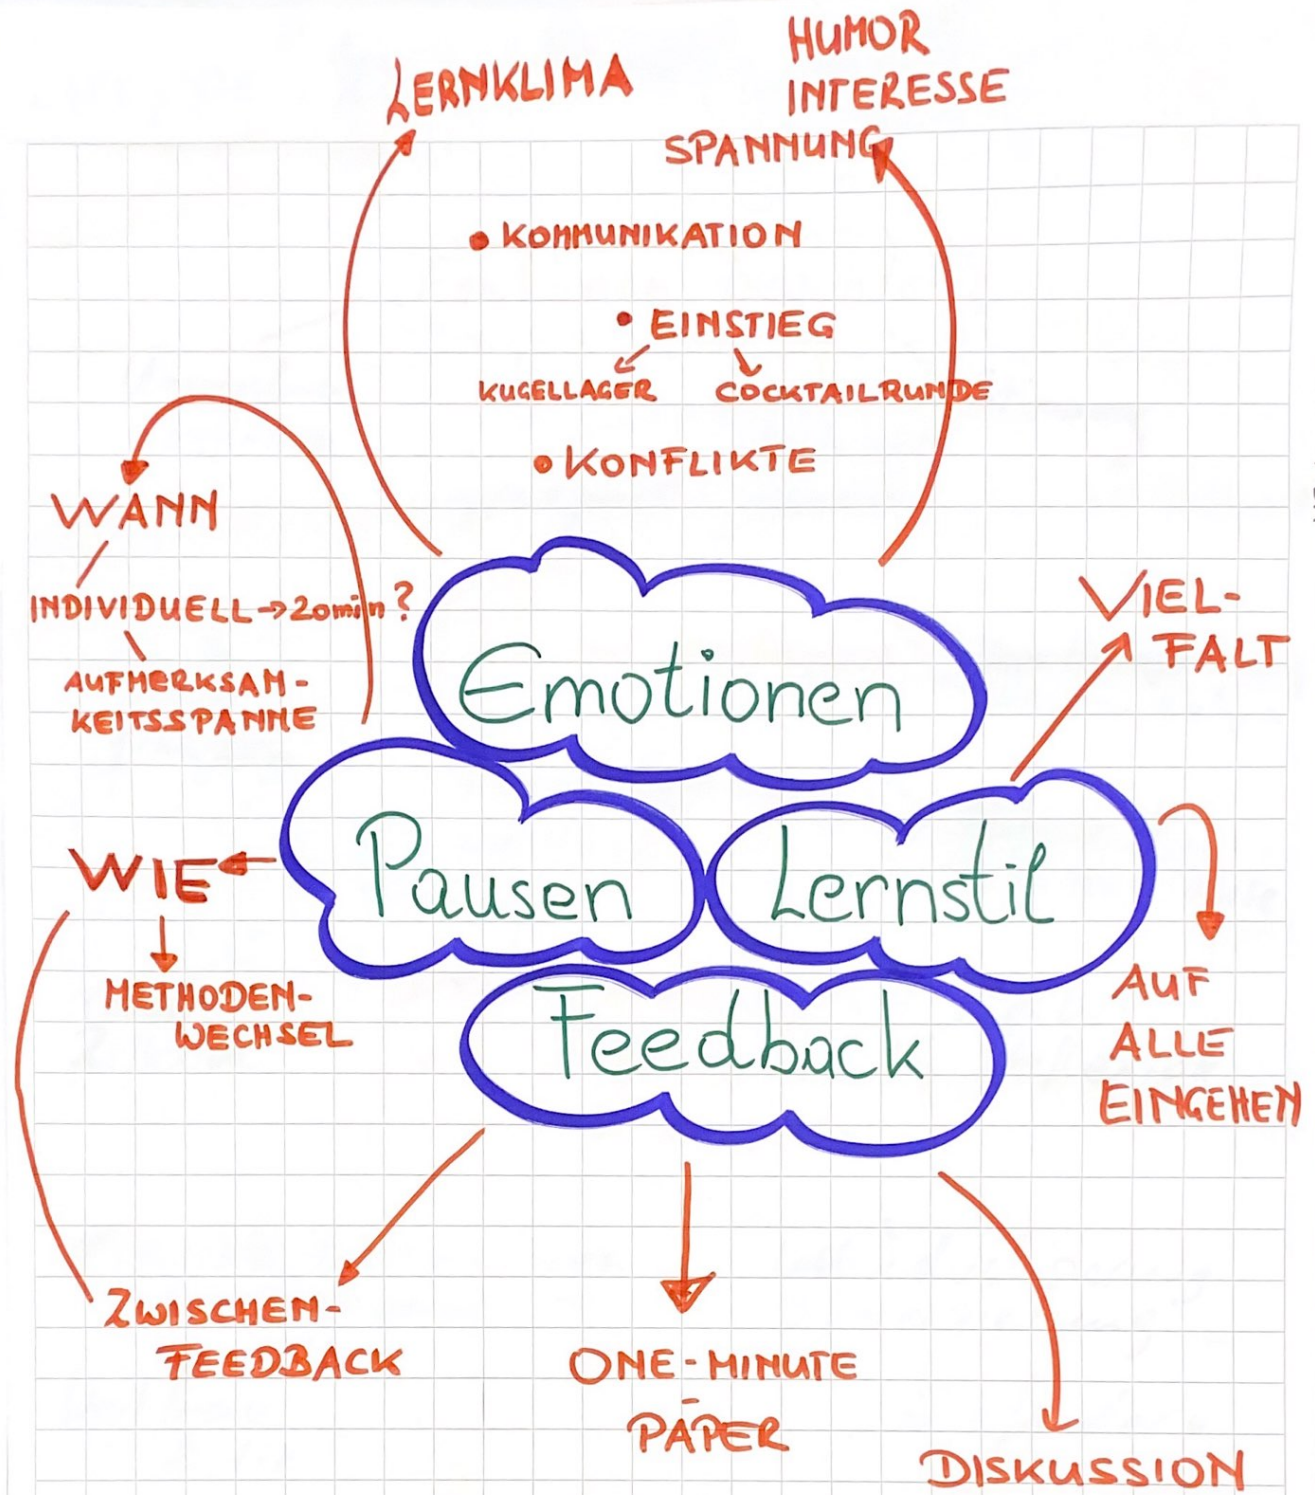 LERNKLIMA
HUMOR
INTERESSE
SPANNUNG
• KOMMUNIKATION
• EINSTIEG
KUGELLAGER COCKTAILRUNDE
• KONFLIKTE
WANN
INDIVIDUELL → 20min?
AUFMERKSAM-
KEITSSPANNE
Emotionen
VIEL-
FALT
Pausen
Lernstil
WIE
METHODEN-
WECHSEL
AUF
ALLE
EINGEHEN
Feedback
ZWISCHEN-
FEEDBACK
ONE-MINUTE
-
PAPER
DISKUSSION